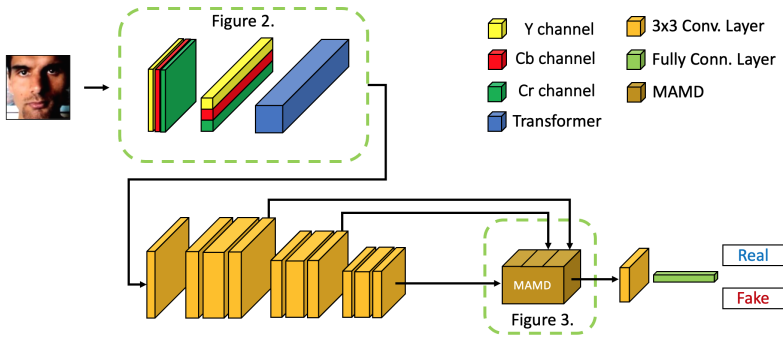 Figure 2.
Y channel
Cb channel
Cr channel
Transformer
3x3 Conv. Layer
Fully Conn. Layer
MAMD
MAMD
Figure 3.
Real
Fake